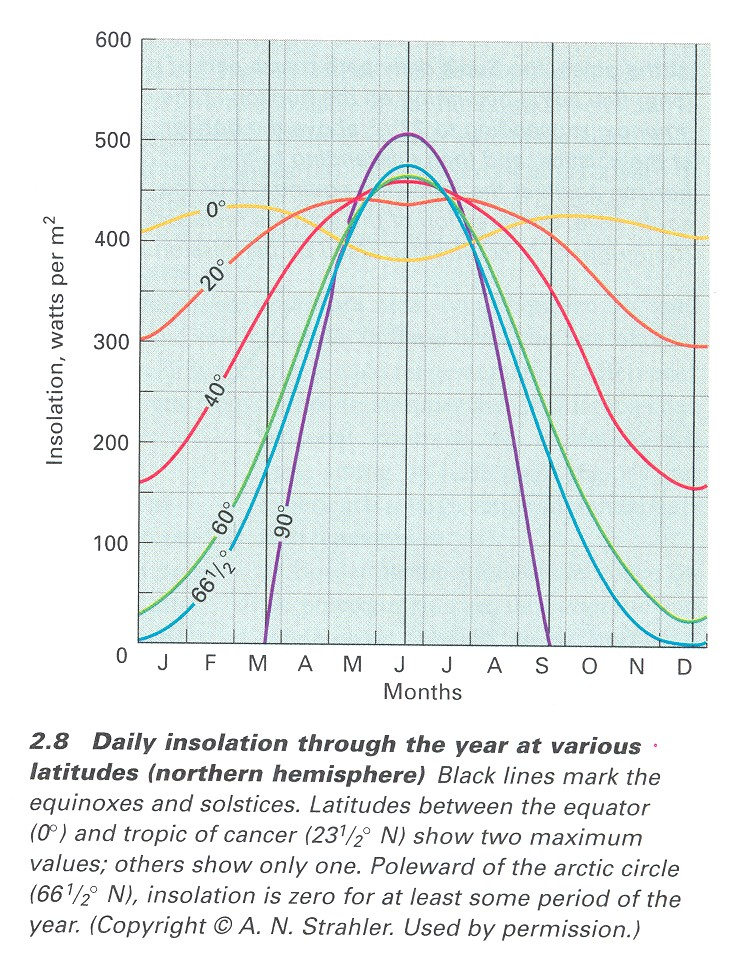 600
500
400
300
200
100
0
Insolation, watts per m²
0°
20°
40°
60°
66½°
90°
J F M A M J J A S O N D
Months
2.8 Daily insolation through the year at various
latitudes (northern hemisphere) Black lines mark the
equinoxes and solstices. Latitudes between the equator
(0°) and tropic of cancer (23½° N) show two maximum
values; others show only one. Poleward of the arctic circle
(66½° N), insolation is zero for at least some period of the
year. (Copyright © A. N. Strahler. Used by permission.)